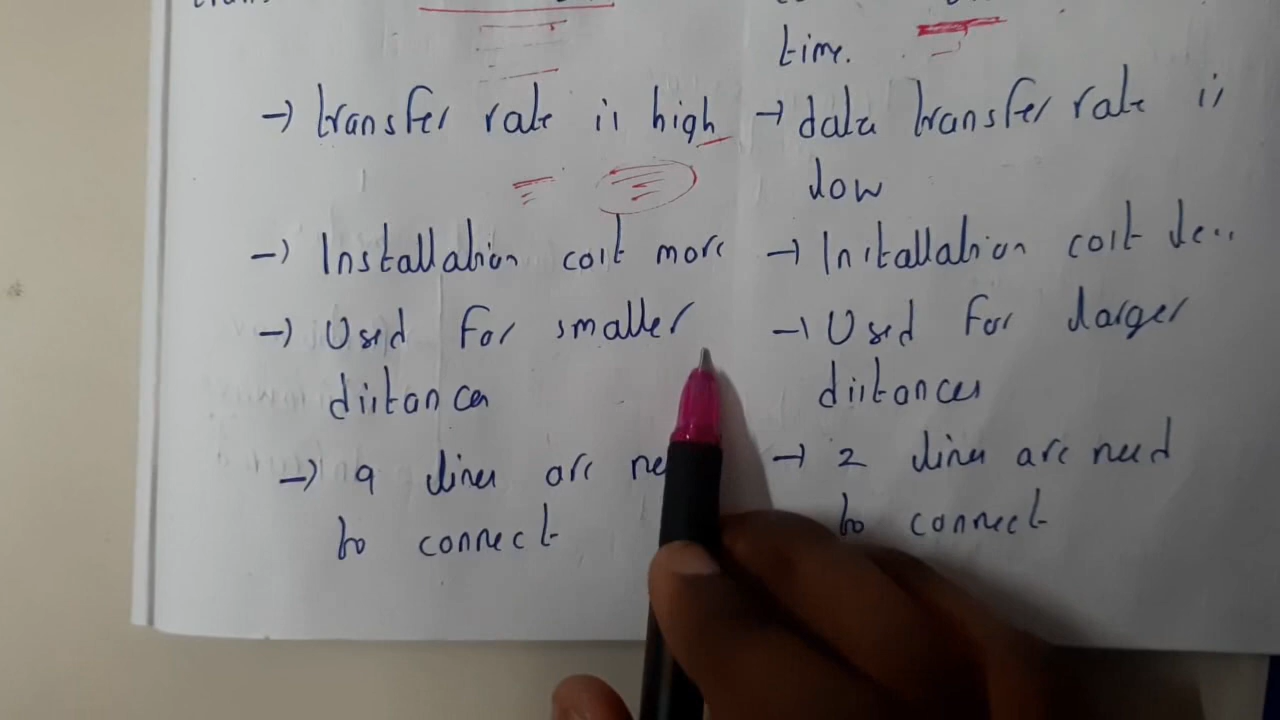 time.
→ transfer rate is high
→ data transfer rate is
low
→ Installation cost more
→ Installation cost
→ Used for smaller
distances
→ Used for larger
distances
→ 9 lines are
to connect
→ 2 lines are need
to connect